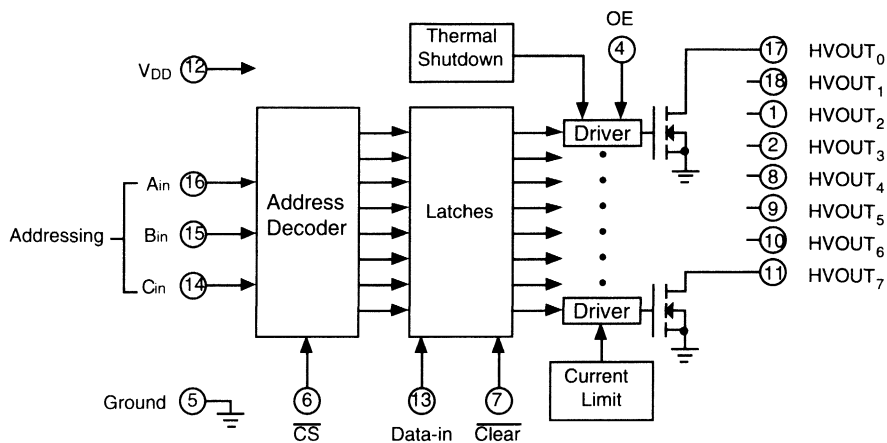 OE
Thermal
Shutdown
4
17 HVOUT0
VDD 12
18 HVOUT1
1 HVOUT2
Driver
2 HVOUT3
Addressing
Ain 16
Bin 15
Cin 14
Address
Decoder
Latches
8 HVOUT4
9 HVOUT5
10 HVOUT6
11 HVOUT7
Driver
Current
Limit
Ground 5
6
CS
13
Data-in
7
Clear